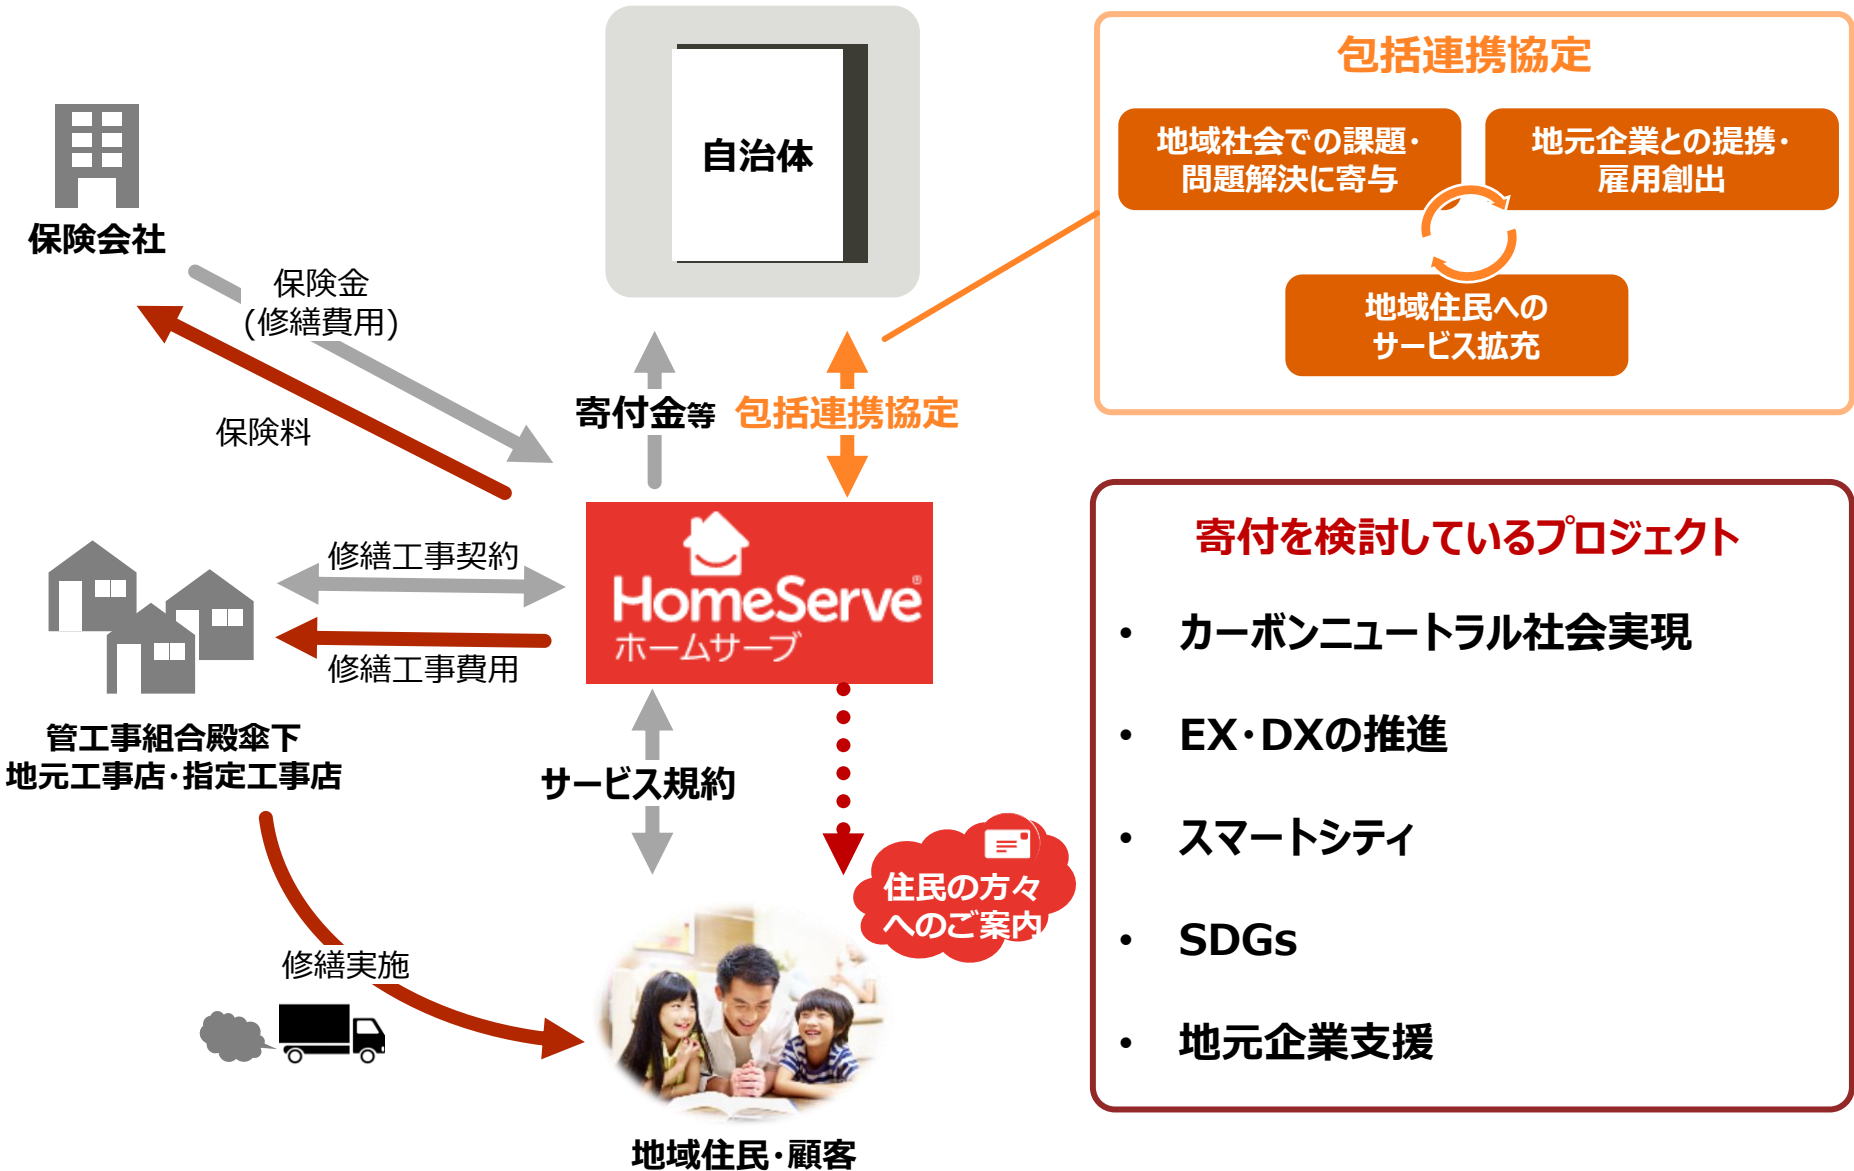 自治体
保険会社
保険金
(修繕費用)
保険料
寄付金等
包括連携協定
包括連携協定
地域社会での課題・
問題解決に寄与
地元企業との提携・
雇用創出
地域住民への
サービス拡充
修繕工事契約
修繕工事費用
HomeServe®
ホームサーブ
管工事組合殿傘下
地元工事店・指定工事店
サービス規約
住民の方々
へのご案内
修繕実施
地域住民・顧客
寄付を検討しているプロジェクト
• カーボンニュートラル社会実現
• EX・DXの推進
• スマートシティ
• SDGs
• 地元企業支援